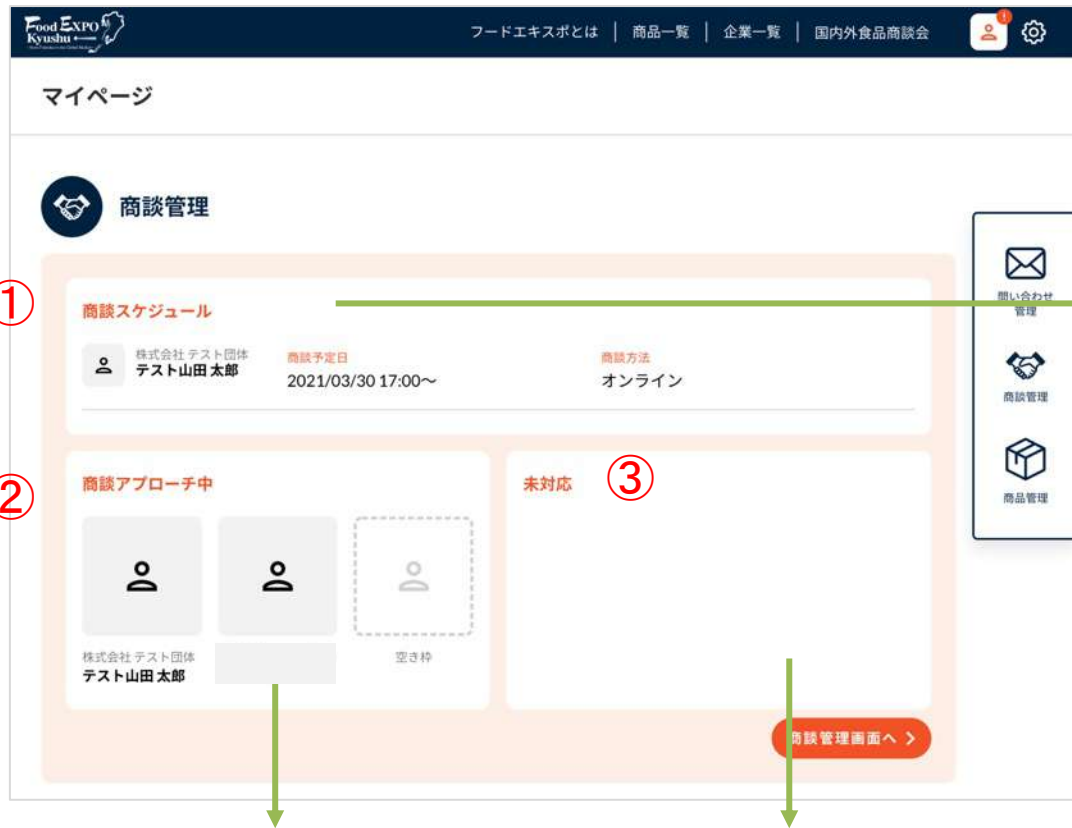 Food EXPO
Kyushu
フードエキスポとは | 商品一覧 | 企業一覧 | 国内外食品商談会
!
マイページ
商談管理
①
商談スケジュール
株式会社 テスト団体
テスト山田 太郎
商談予定日
2021/03/30 17:00～
商談方法
オンライン
②
商談アプローチ中
株式会社 テスト団体
テスト山田 太郎
空き枠
未対応
③
商談管理画面へ >
問い合わせ
管理
商談管理
商品管理